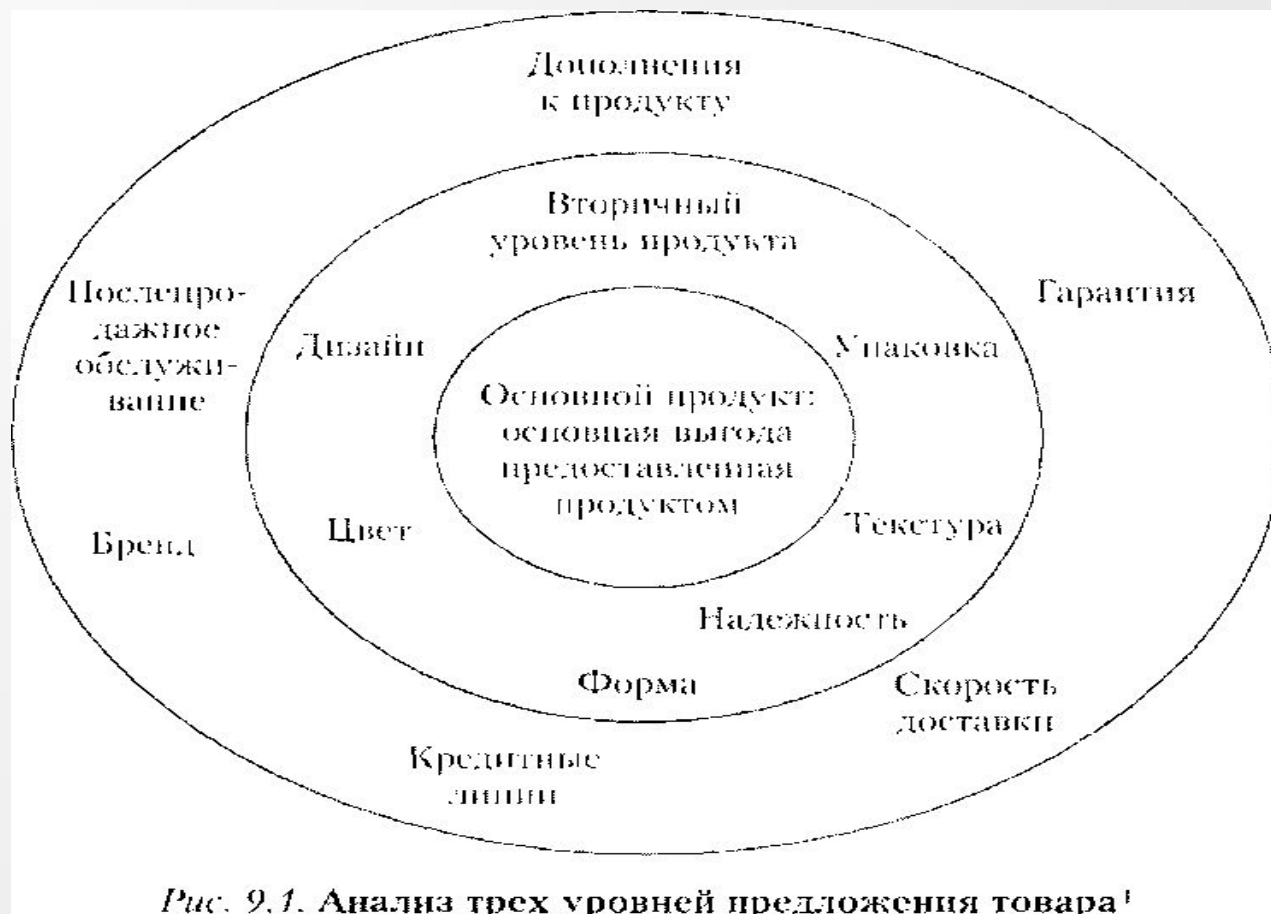 Дополнения
к продукту
Вторичный
уровень продукта
Послепро-
дажное
обслужи-
вание
Дизайн
Упаковка
Гарантия
Основной продукт:
основная выгода
предоставленная
продуктом
Бренд
Цвет
Текстура
Надежность
Форма
Скорость
доставки
Кредитные
линии
Рис. 9.1. Анализ трех уровней предложения товара¹